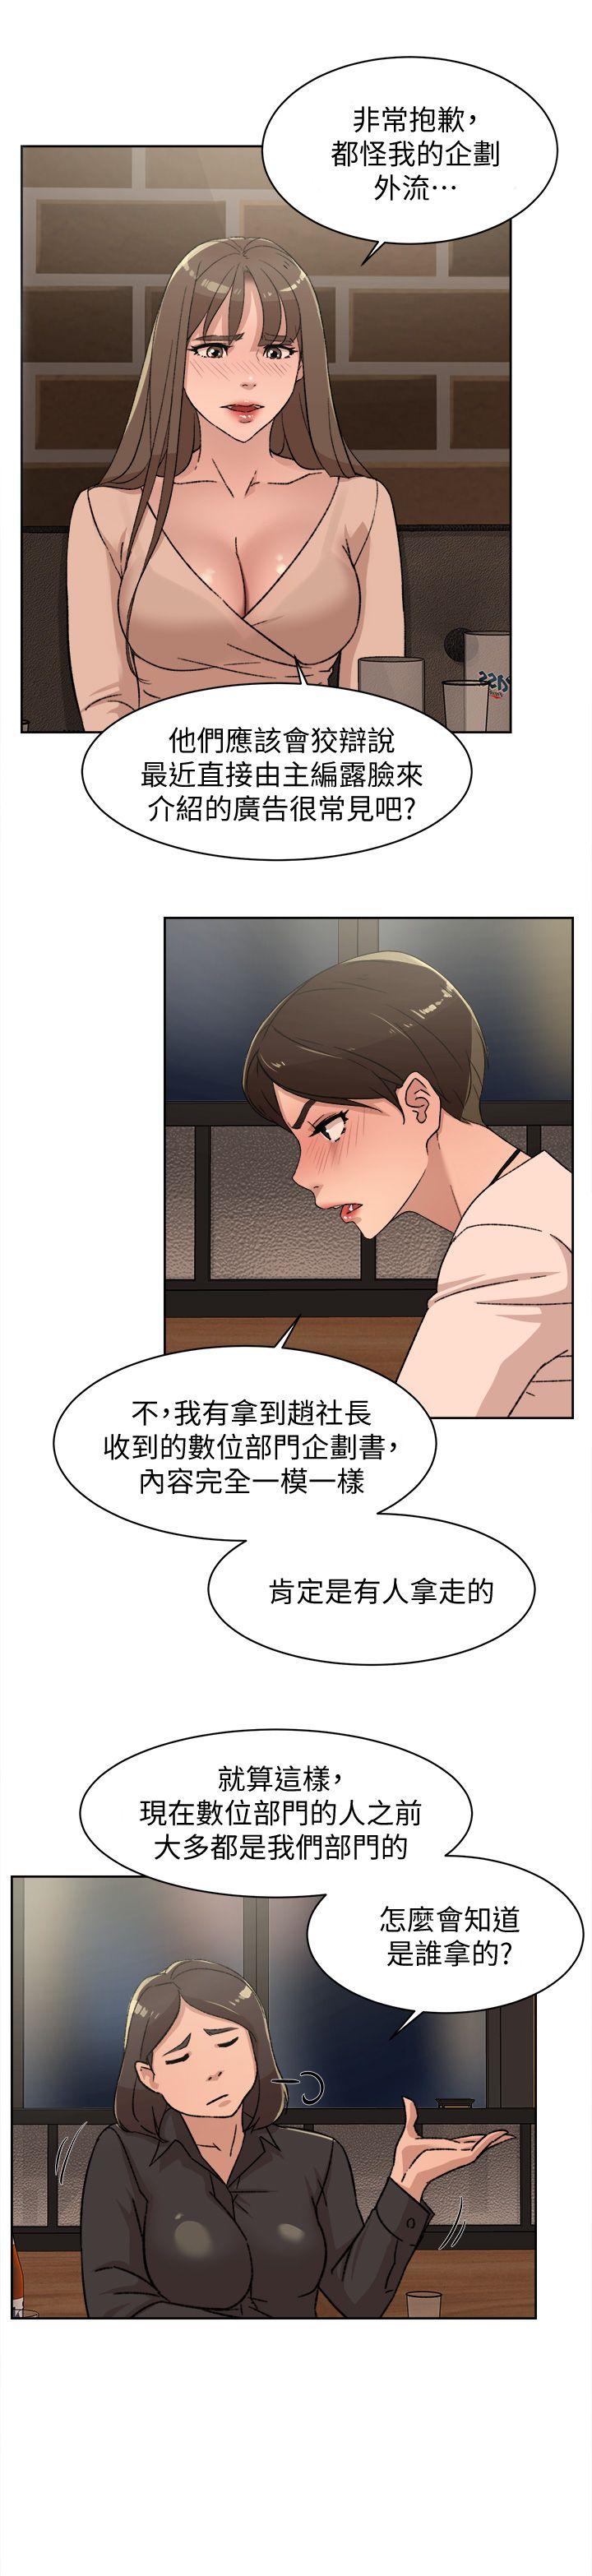 非常抱歉，
都怪我的企劃
外流…
他們應該會狡辯說
最近直接由主編露臉來
介紹的廣告很常見吧?
不，我有拿到趙社長
收到的數位部門企劃書，
內容完全一模一樣
肯定是有人拿走的
就算這樣，
現在數位部門的人之前
大多都是我們部門的
怎麼會知道
是誰拿的?